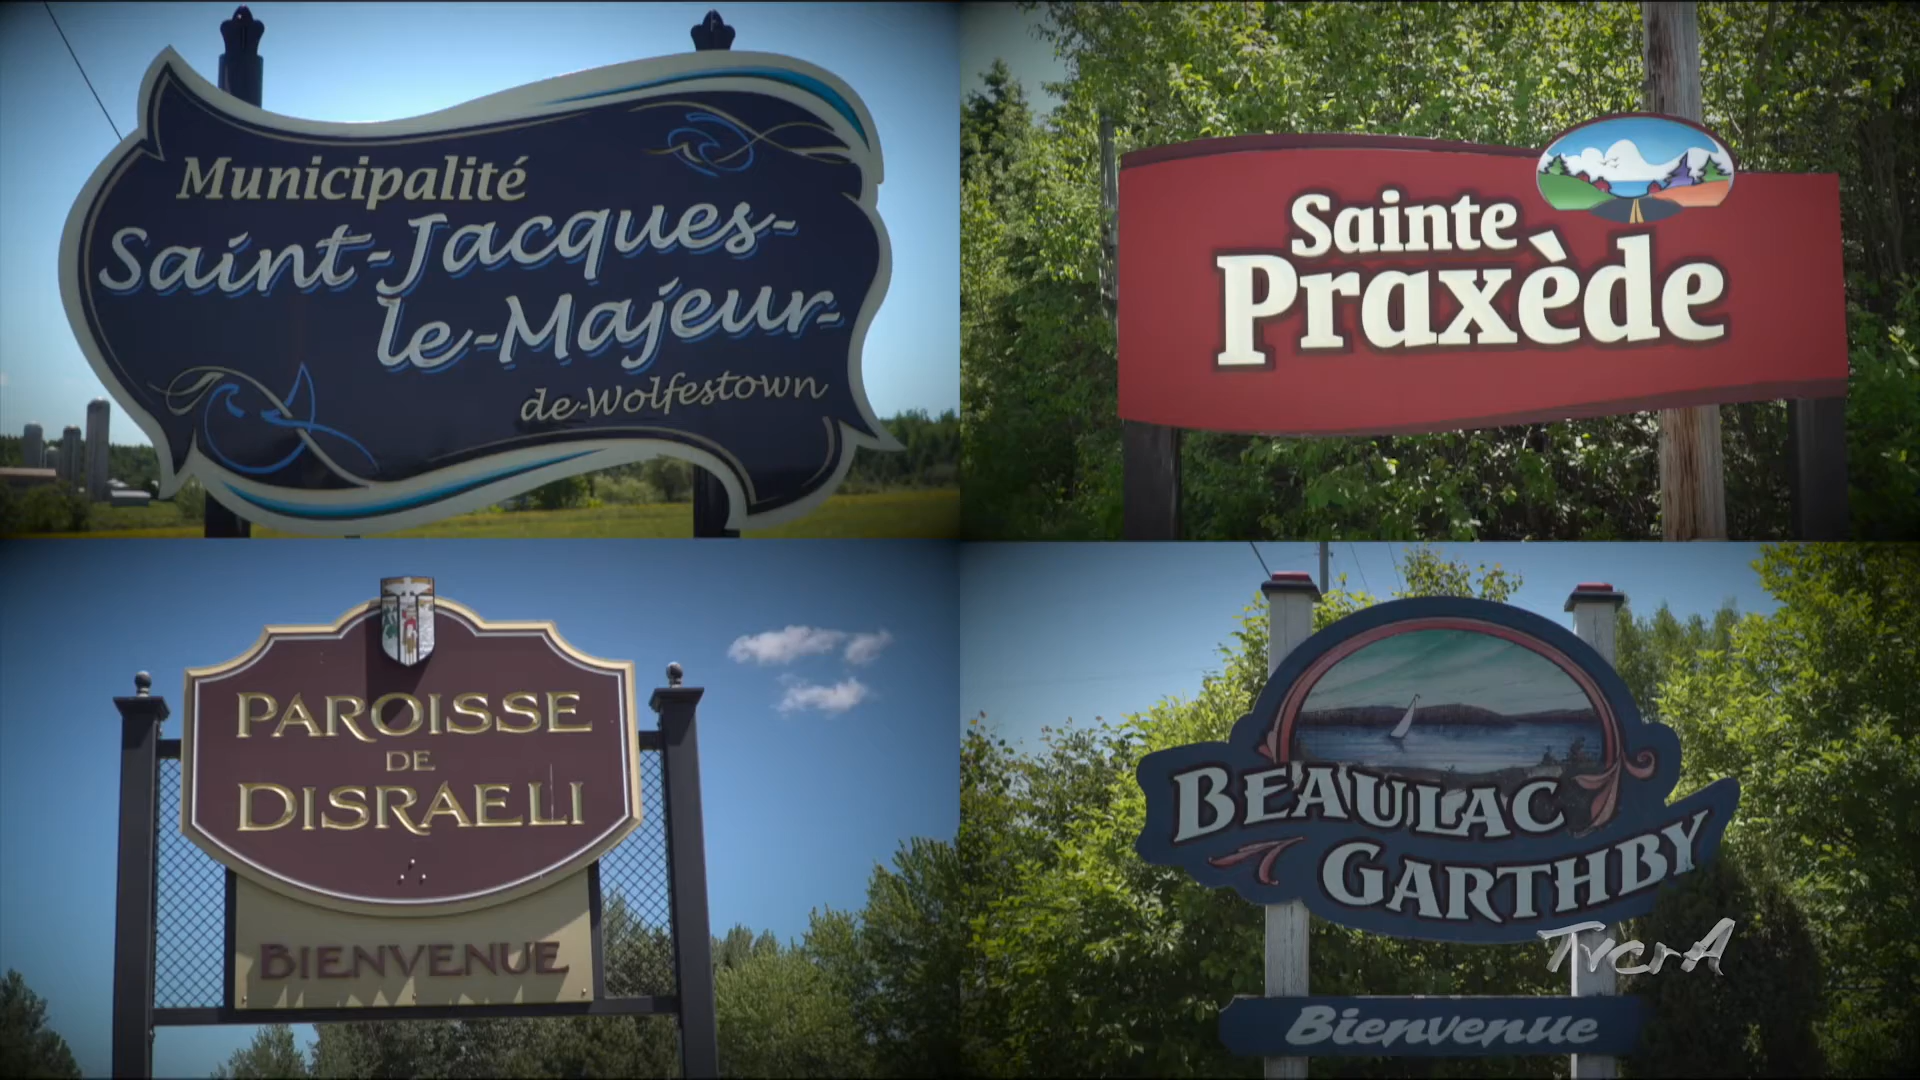 Municipalité
Saint-Jacques-
le-Majeur-
de-Wolfestown
Sainte
Praxède
PAROISSE
DE
DISRAELI
BIENVENUE
BEAULAC
GARTHBY
Bienvenue
TVCRA